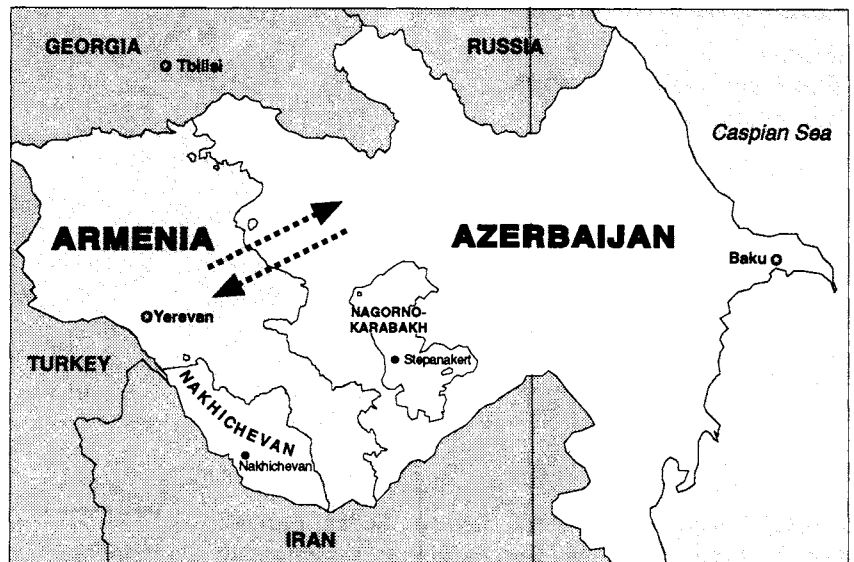 GEORGIA
Tbilisi
RUSSIA
Caspian Sea
ARMENIA
AZERBAIJAN
Baku
NAGORNO-
KARABAKH
Yerevan
Stepanakert
TURKEY
NAKHICHEVAN
Nakhichevan
IRAN